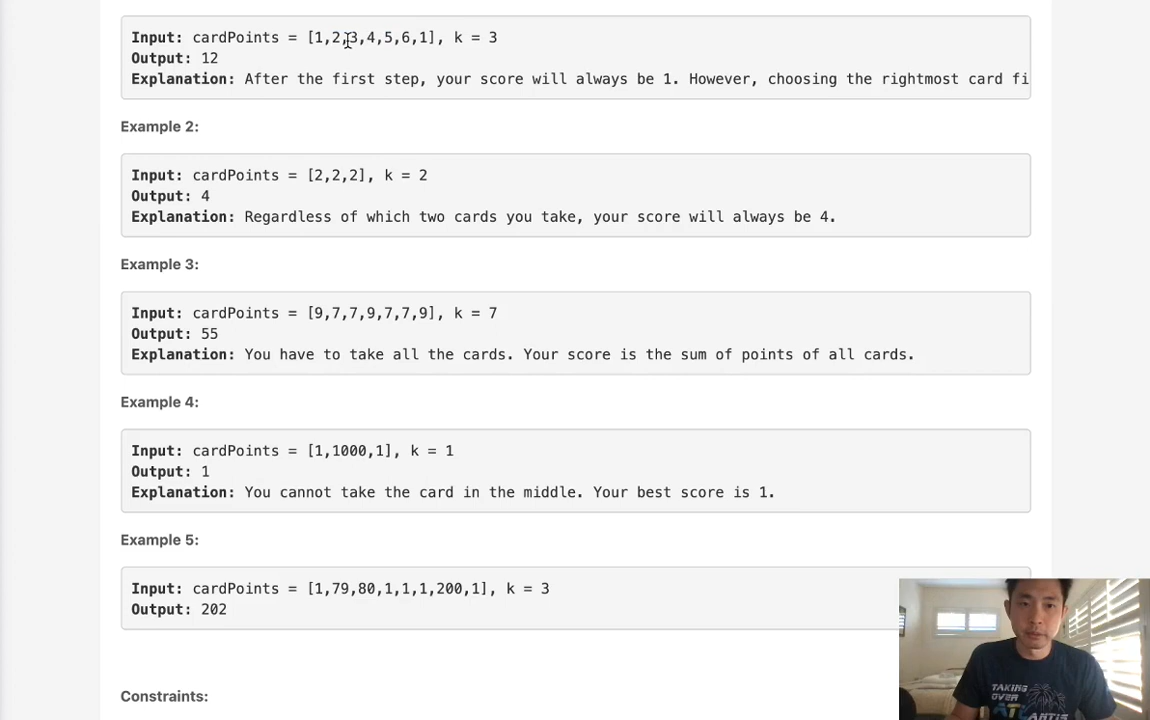 Input: cardPoints = [1,2,3,4,5,6,1], k = 3
Output: 12
Explanation: After the first step, your score will always be 1. However, choosing the rightmost card fi
Example 2:
Input: cardPoints = [2,2,2], k = 2
Output: 4
Explanation: Regardless of which two cards you take, your score will always be 4.
Example 3:
Input: cardPoints = [9,7,7,9,7,7,9], k = 7
Output: 55
Explanation: You have to take all the cards. Your score is the sum of points of all cards.
Example 4:
Input: cardPoints = [1,1000,1], k = 1
Output: 1
Explanation: You cannot take the card in the middle. Your best score is 1.
Example 5:
Input: cardPoints = [1,79,80,1,1,1,200,1], k = 3
Output: 202
Constraints:
TAKING
OVER